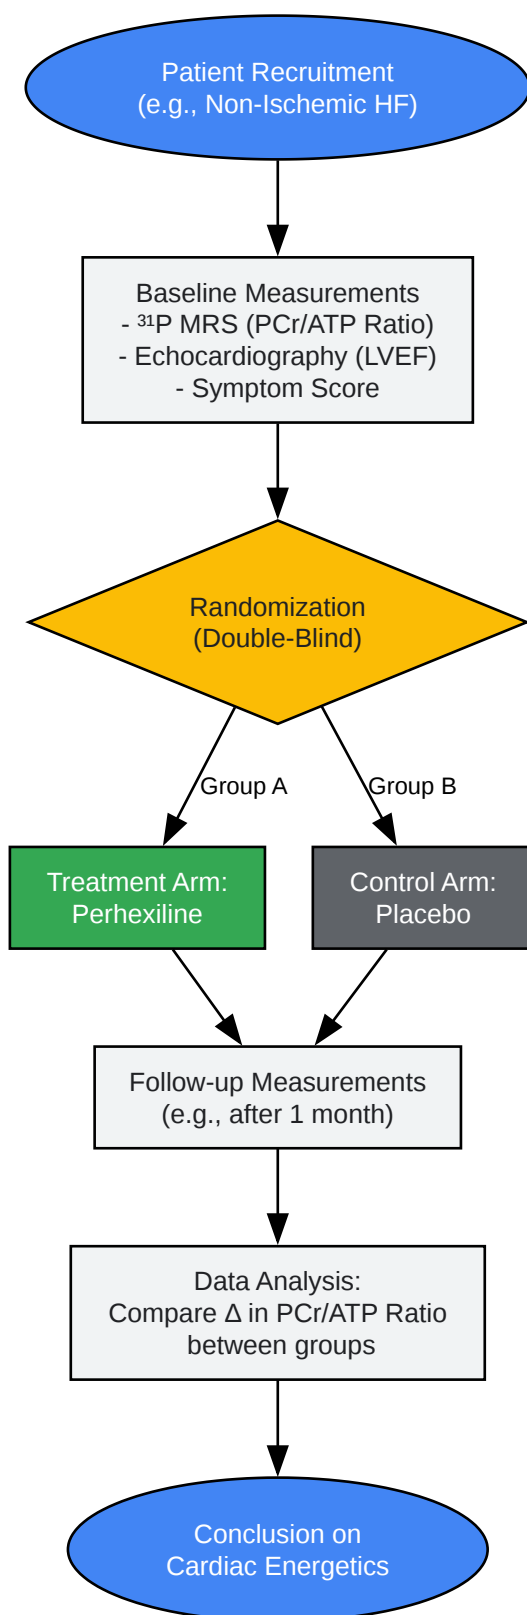 Patient Recruitment
(e.g., Non-Ischemic HF)
Baseline Measurements
- ³¹P MRS (PCr/ATP Ratio)
- Echocardiography (LVEF)
- Symptom Score
Randomization
(Double-Blind)
Group A
Group B
Treatment Arm:
Perhexiline
Control Arm:
Placebo
Follow-up Measurements
(e.g., after 1 month)
Data Analysis:
Compare Δ in PCr/ATP Ratio
between groups
Conclusion on
Cardiac Energetics